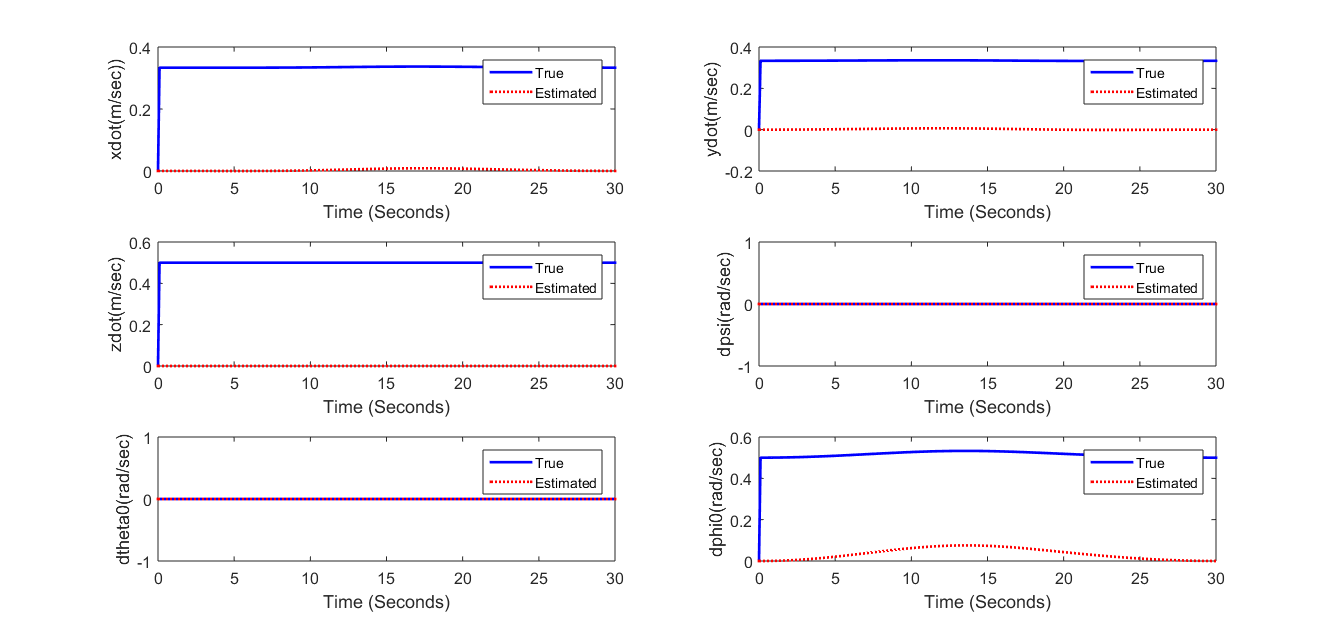 0.4
0.2
0
xdot(m/sec))
True
Estimated
0 5 10 15 20 25 30
Time (Seconds)
0.4
0.2
0
-0.2
ydot(m/sec)
True
Estimated
0 5 10 15 20 25 30
Time (Seconds)
0.6
0.4
0.2
0
zdot(m/sec)
True
Estimated
0 5 10 15 20 25 30
Time (Seconds)
1
0
-1
dpsi(rad/sec)
True
Estimated
0 5 10 15 20 25 30
Time (Seconds)
1
0
-1
dtheta0(rad/sec)
True
Estimated
0 5 10 15 20 25 30
Time (Seconds)
0.6
0.4
0.2
0
dphi0(rad/sec)
True
Estimated
0 5 10 15 20 25 30
Time (Seconds)